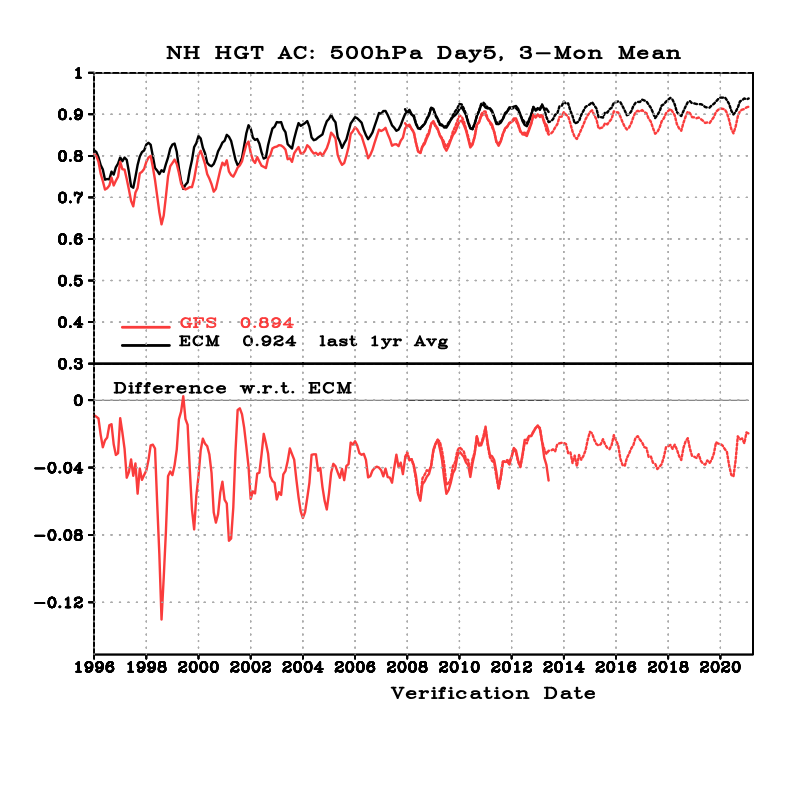 NH HGT AC: 500hPa Day5, 3-Mon Mean
1
0.9
0.8
0.7
0.6
0.5
0.4
0.3
GFS 0.894
ECM 0.924 last 1yr Avg
Difference w.r.t. ECM
0
-0.04
-0.08
-0.12
1996 1998 2000 2002 2004 2006 2008 2010 2012 2014 2016 2018 2020
Verification Date